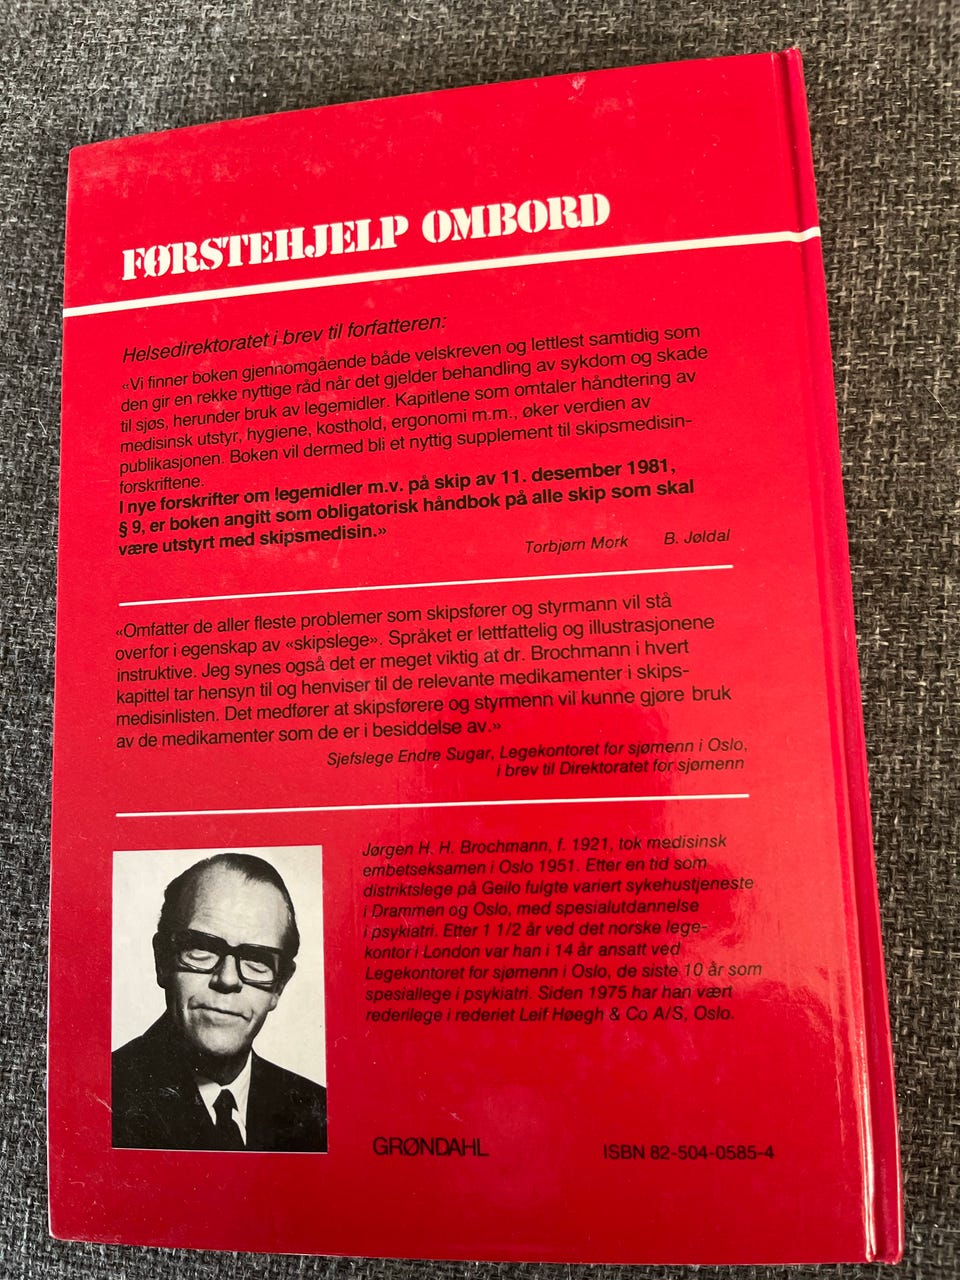 FØRSTEHJELP OMBORD
Helsedirektoratet i brev til forfatteren:
«Vi finner boken gjennomgående både velskreven og lettlest samtidig som
den gir en rekke nyttige råd når det gjelder behandling av sykdom og skade
til sjøs, herunder bruk av legemidler. Kapitlene som omtaler håndtering av
medisinsk utstyr, hygiene, kosthold, ergonomi m.m., øker verdien av
publikasjonen. Boken vil dermed bli et nyttig supplement til skipsmedisin-
forskriftene.
I nye forskrifter om legemidler m.v. på skip av 11. desember 1981,
§ 9, er boken angitt som obligatorisk håndbok på alle skip som skal
være utstyrt med skipsmedisin.»
Torbjørn Mork B. Jøldal
«Omfatter de aller fleste problemer som skipsfører og styrmann vil stå
overfor i egenskap av «skipslege». Språket er lettfattelig og illustrasjonene
instruktive. Jeg synes også det er meget viktig at dr. Brochmann i hvert
kapittel tar hensyn til og henviser til de relevante medikamenter i skips-
medisinlisten. Det medfører at skipsførere og styrmenn vil kunne gjøre bruk
av de medikamenter som de er i besiddelse av.»
Sjefslege Endre Sugar, Legekontoret for sjømenn i Oslo,
i brev til Direktoratet for sjømenn
Jørgen H. H. Brochmann, f. 1921, tok medisinsk
embetseksamen i Oslo 1951. Etter en tid som
distriktslege på Geilo fulgte variert sykehustjeneste
i Drammen og Oslo, med spesialutdannelse
i psykiatri. Etter 1 1/2 år ved det norske lege-
kontor i London var han i 14 år ansatt ved
Legekontoret for sjømenn i Oslo, de siste 10 år som
spesiallege i psykiatri. Siden 1975 har han vært
rederilege i rederiet Leif Høegh & Co A/S, Oslo.
GRØNDAHL
ISBN 82-504-0585-4